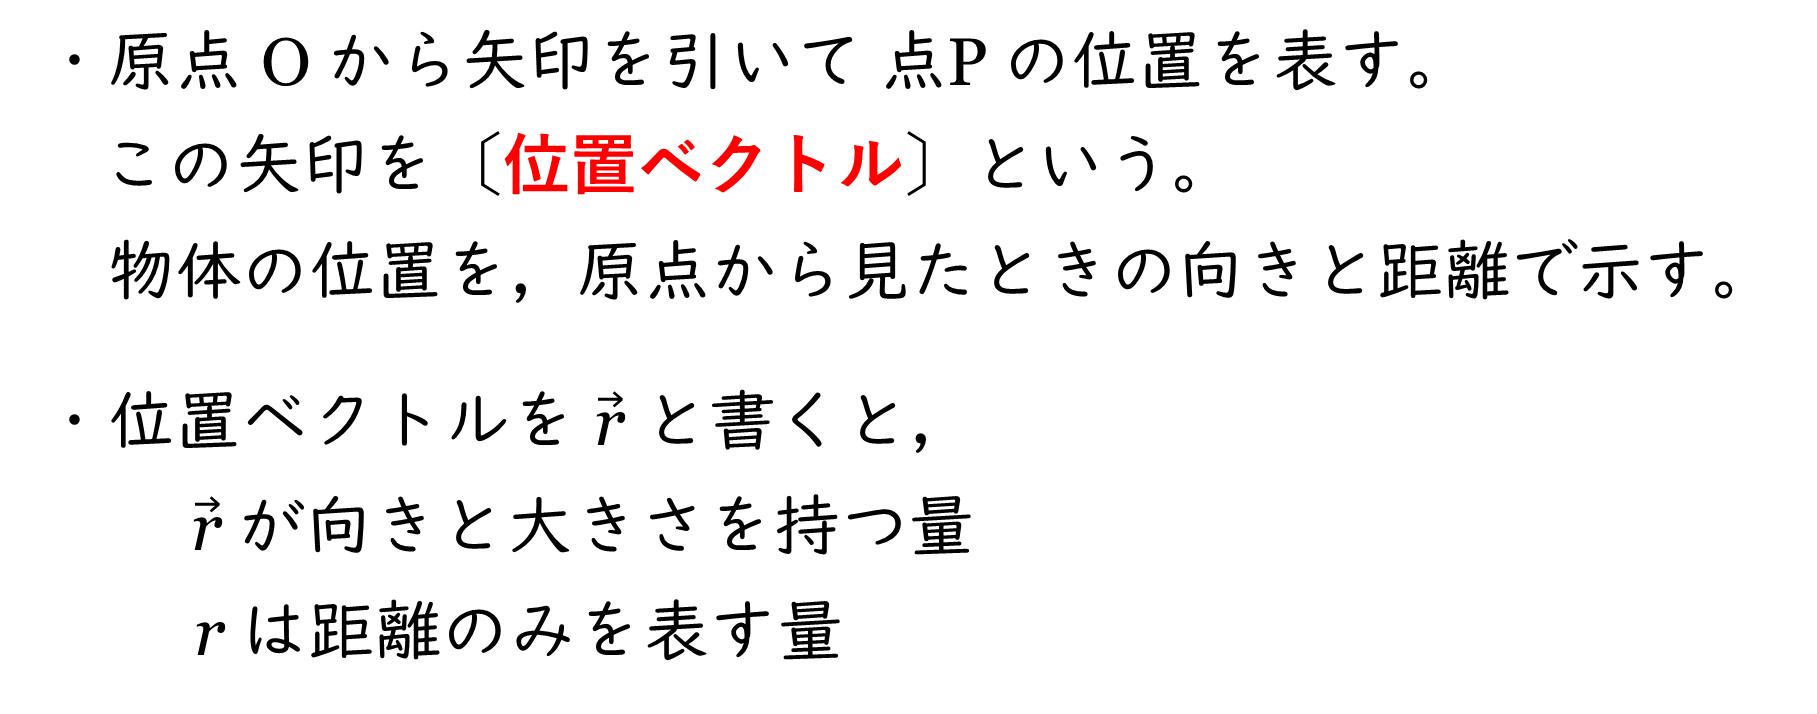 ・原点 O から矢印を引いて 点P の位置を表す。
この矢印を〔位置ベクトル〕という。
物体の位置を，原点から見たときの向きと距離で示す。
・位置ベクトルを r⃗ と書くと，
r⃗ が向きと大きさを持つ量
r は距離のみを表す量